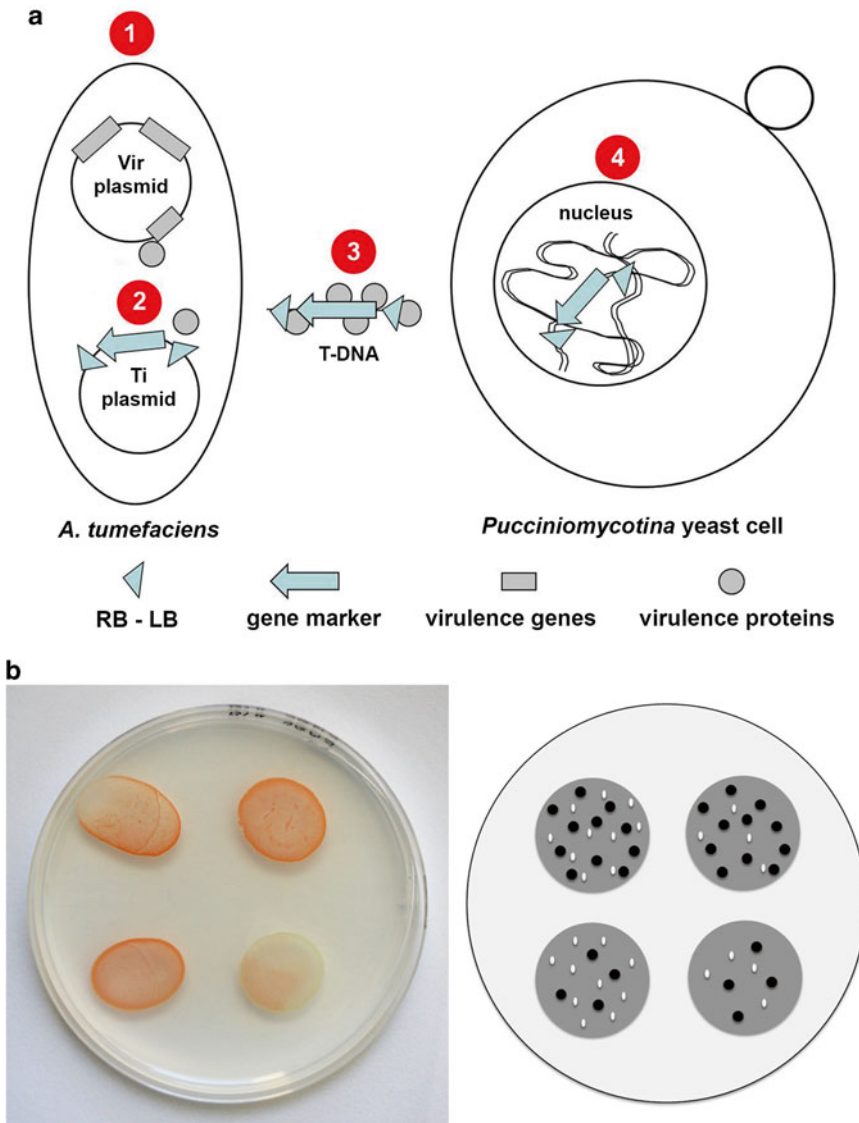 a
1
Vir
plasmid
2
Ti
plasmid
A. tumefaciens
3
T-DNA
4
nucleus
Pucciniomycotina yeast cell
RB - LB
gene marker
virulence genes
virulence proteins
b